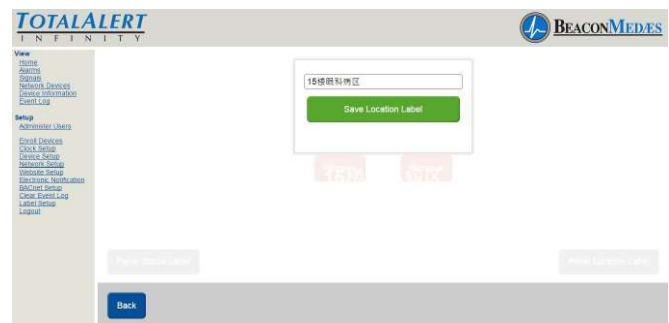 TOTALALERT
INFINITY
BEACONMEDÆS
View
Home
Alarms
Signals
Network Devices
Device Information
Event Log
Setup
Administer Users
Enroll Devices
Clock Setup
Device Setup
Network Setup
Website Setup
Electronic Notification
BACnet Setup
Clear Event Log
Label Setup
Logout
15楼眼科病区
Save Location Label
Back